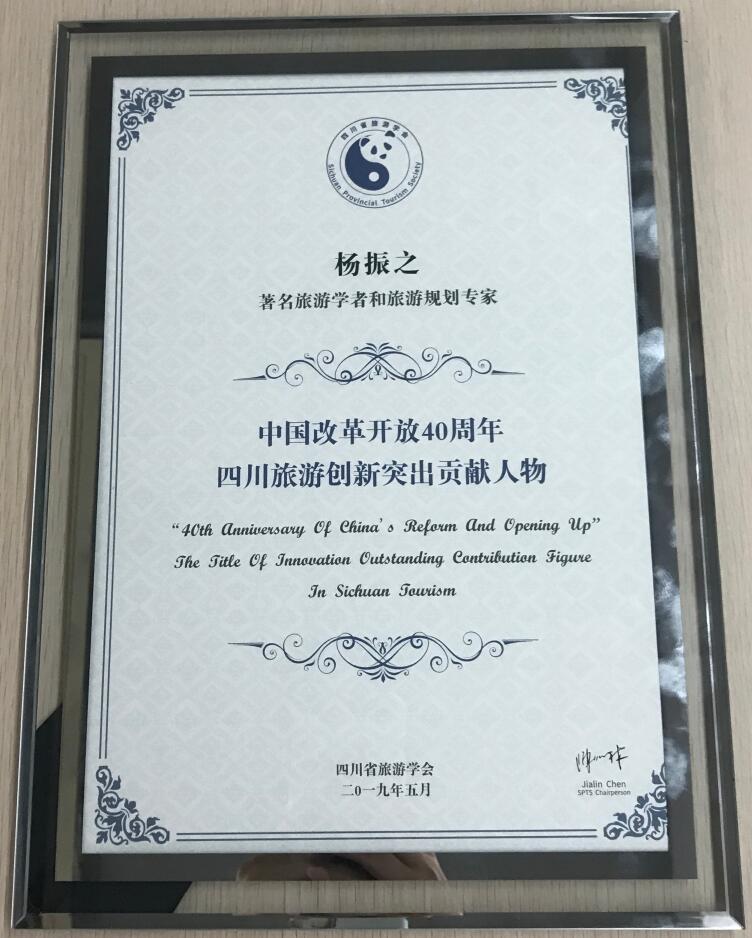 四川省旅游学会
Sichuan Provincial Tourism Society
杨振之
著名旅游学者和旅游规划专家
中国改革开放40周年
四川旅游创新突出贡献人物
“40th Anniversary Of China's Reform And Opening Up”
The Title Of Innovation Outstanding Contribution Figure
In Sichuan Tourism
四川省旅游学会
二0一九年五月
Jialin Chen
SPTS Chairperson